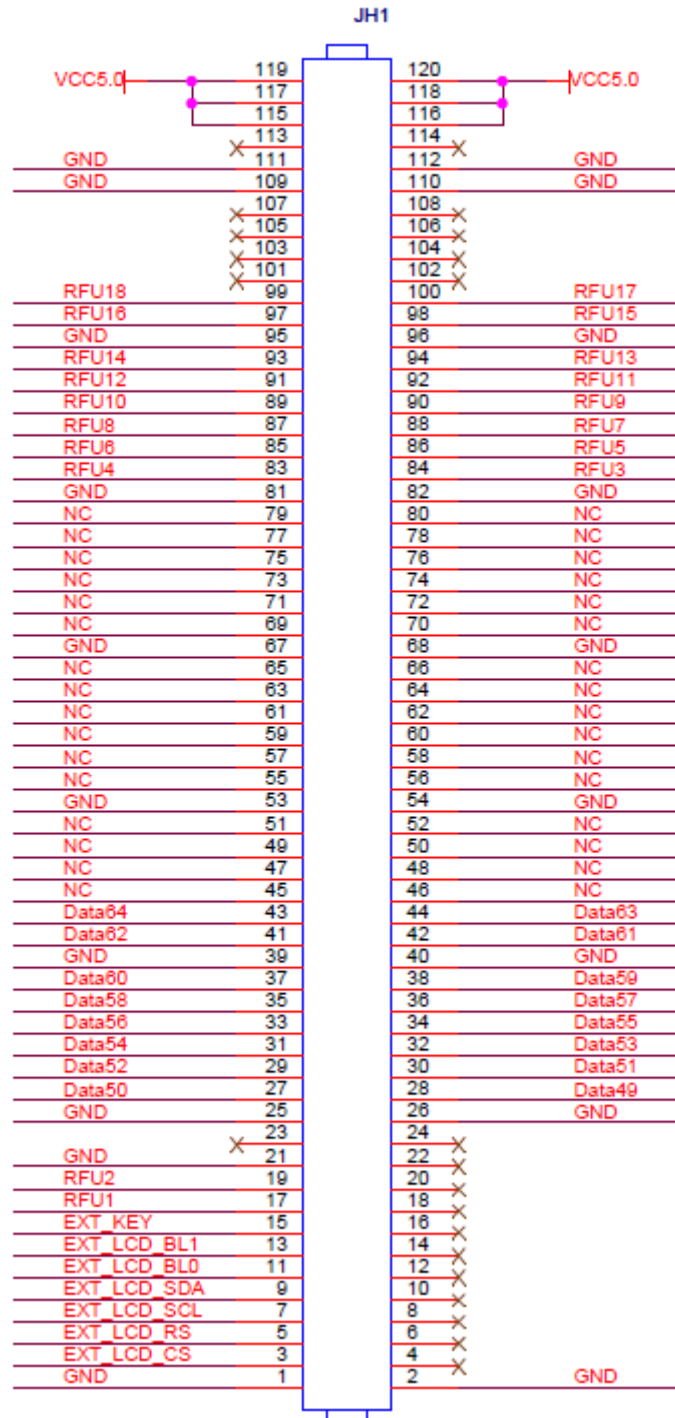 JH1
VCC5.0 119 120 VCC5.0
117 118
115 116
113 114
GND 111 112 GND
GND 109 110 GND
107 108
105 106
103 104
101 102
RFU18 99 100 RFU17
RFU16 97 98 RFU15
GND 95 96 GND
RFU14 93 94 RFU13
RFU12 91 92 RFU11
RFU10 89 90 RFU9
RFU8 87 88 RFU7
RFU6 85 86 RFU5
RFU4 83 84 RFU3
GND 81 82 GND
NC 79 80 NC
NC 77 78 NC
NC 75 76 NC
NC 73 74 NC
NC 71 72 NC
NC 69 70 NC
GND 67 68 GND
NC 65 66 NC
NC 63 64 NC
NC 61 62 NC
NC 59 60 NC
NC 57 58 NC
NC 55 56 NC
GND 53 54 GND
NC 51 52 NC
NC 49 50 NC
NC 47 48 NC
NC 45 46 NC
Data64 43 44 Data63
Data62 41 42 Data61
GND 39 40 GND
Data60 37 38 Data59
Data58 35 36 Data57
Data56 33 34 Data55
Data54 31 32 Data53
Data52 29 30 Data51
Data50 27 28 Data49
GND 25 26 GND
23 24
GND 21 22
RFU2 19 20
RFU1 17 18
EXT_KEY 15 16
EXT_LCD_BL1 13 14
EXT_LCD_BL0 11 12
EXT_LCD_SDA 9 10
EXT_LCD_SCL 7 8
EXT_LCD_RS 5 6
EXT_LCD_CS 3 4
GND 1 2 GND